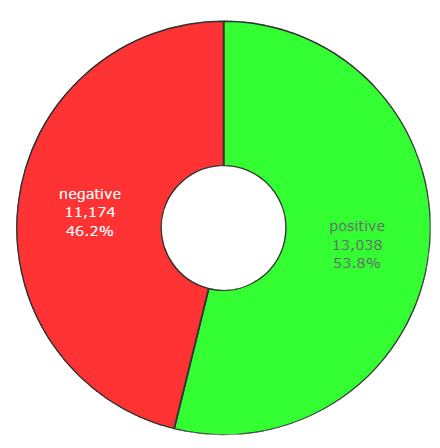 negative
11,174
46.2%
positive
13,038
53.8%